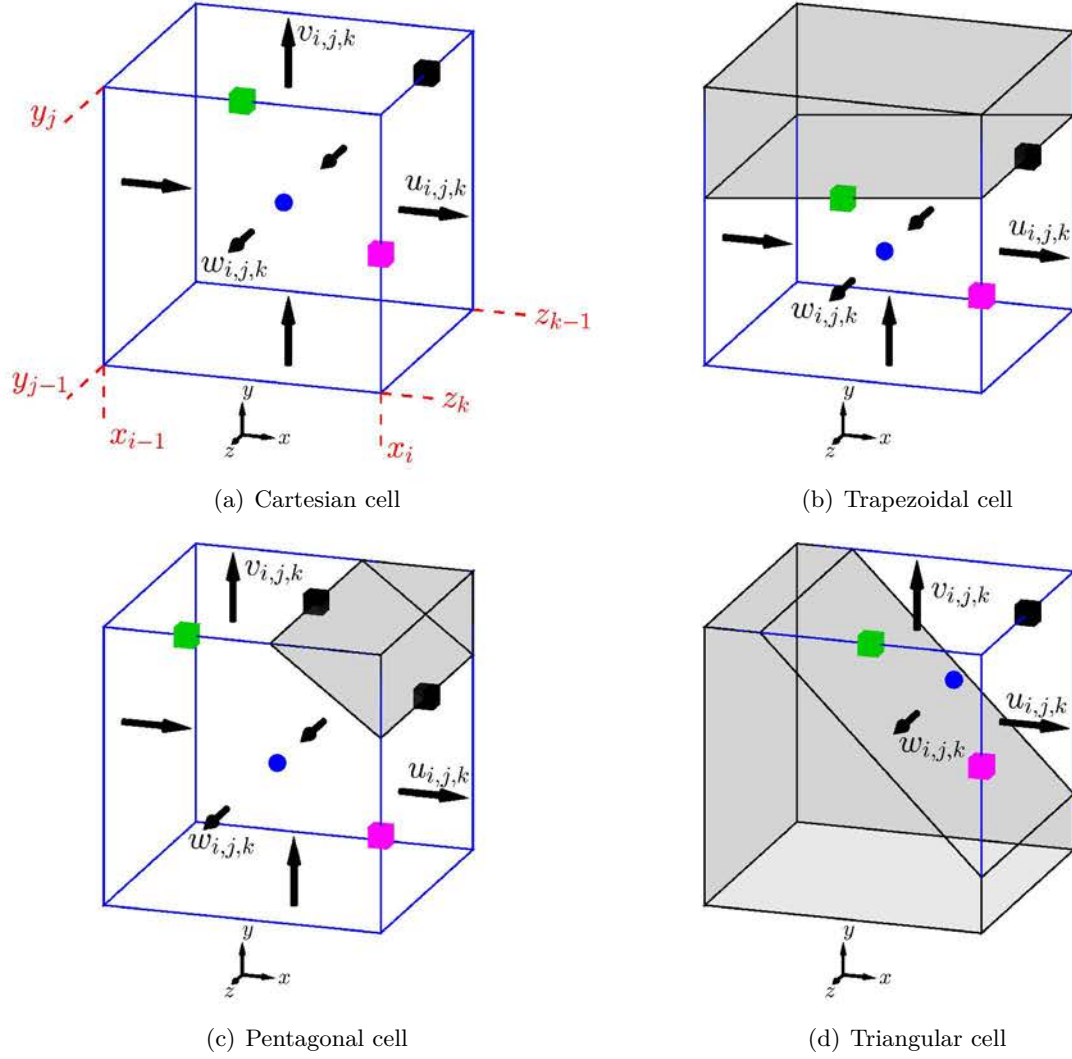 v_{i,j,k}
y_j
u_{i,j,k}
w_{i,j,k}
z_{k-1}
y_{j-1}
z_k
x_{i-1}
x_i
y
x
z
(a) Cartesian cell
u_{i,j,k}
w_{i,j,k}
y
x
z
(b) Trapezoidal cell
v_{i,j,k}
u_{i,j,k}
w_{i,j,k}
y
x
z
(c) Pentagonal cell
v_{i,j,k}
u_{i,j,k}
w_{i,j,k}
y
x
z
(d) Triangular cell